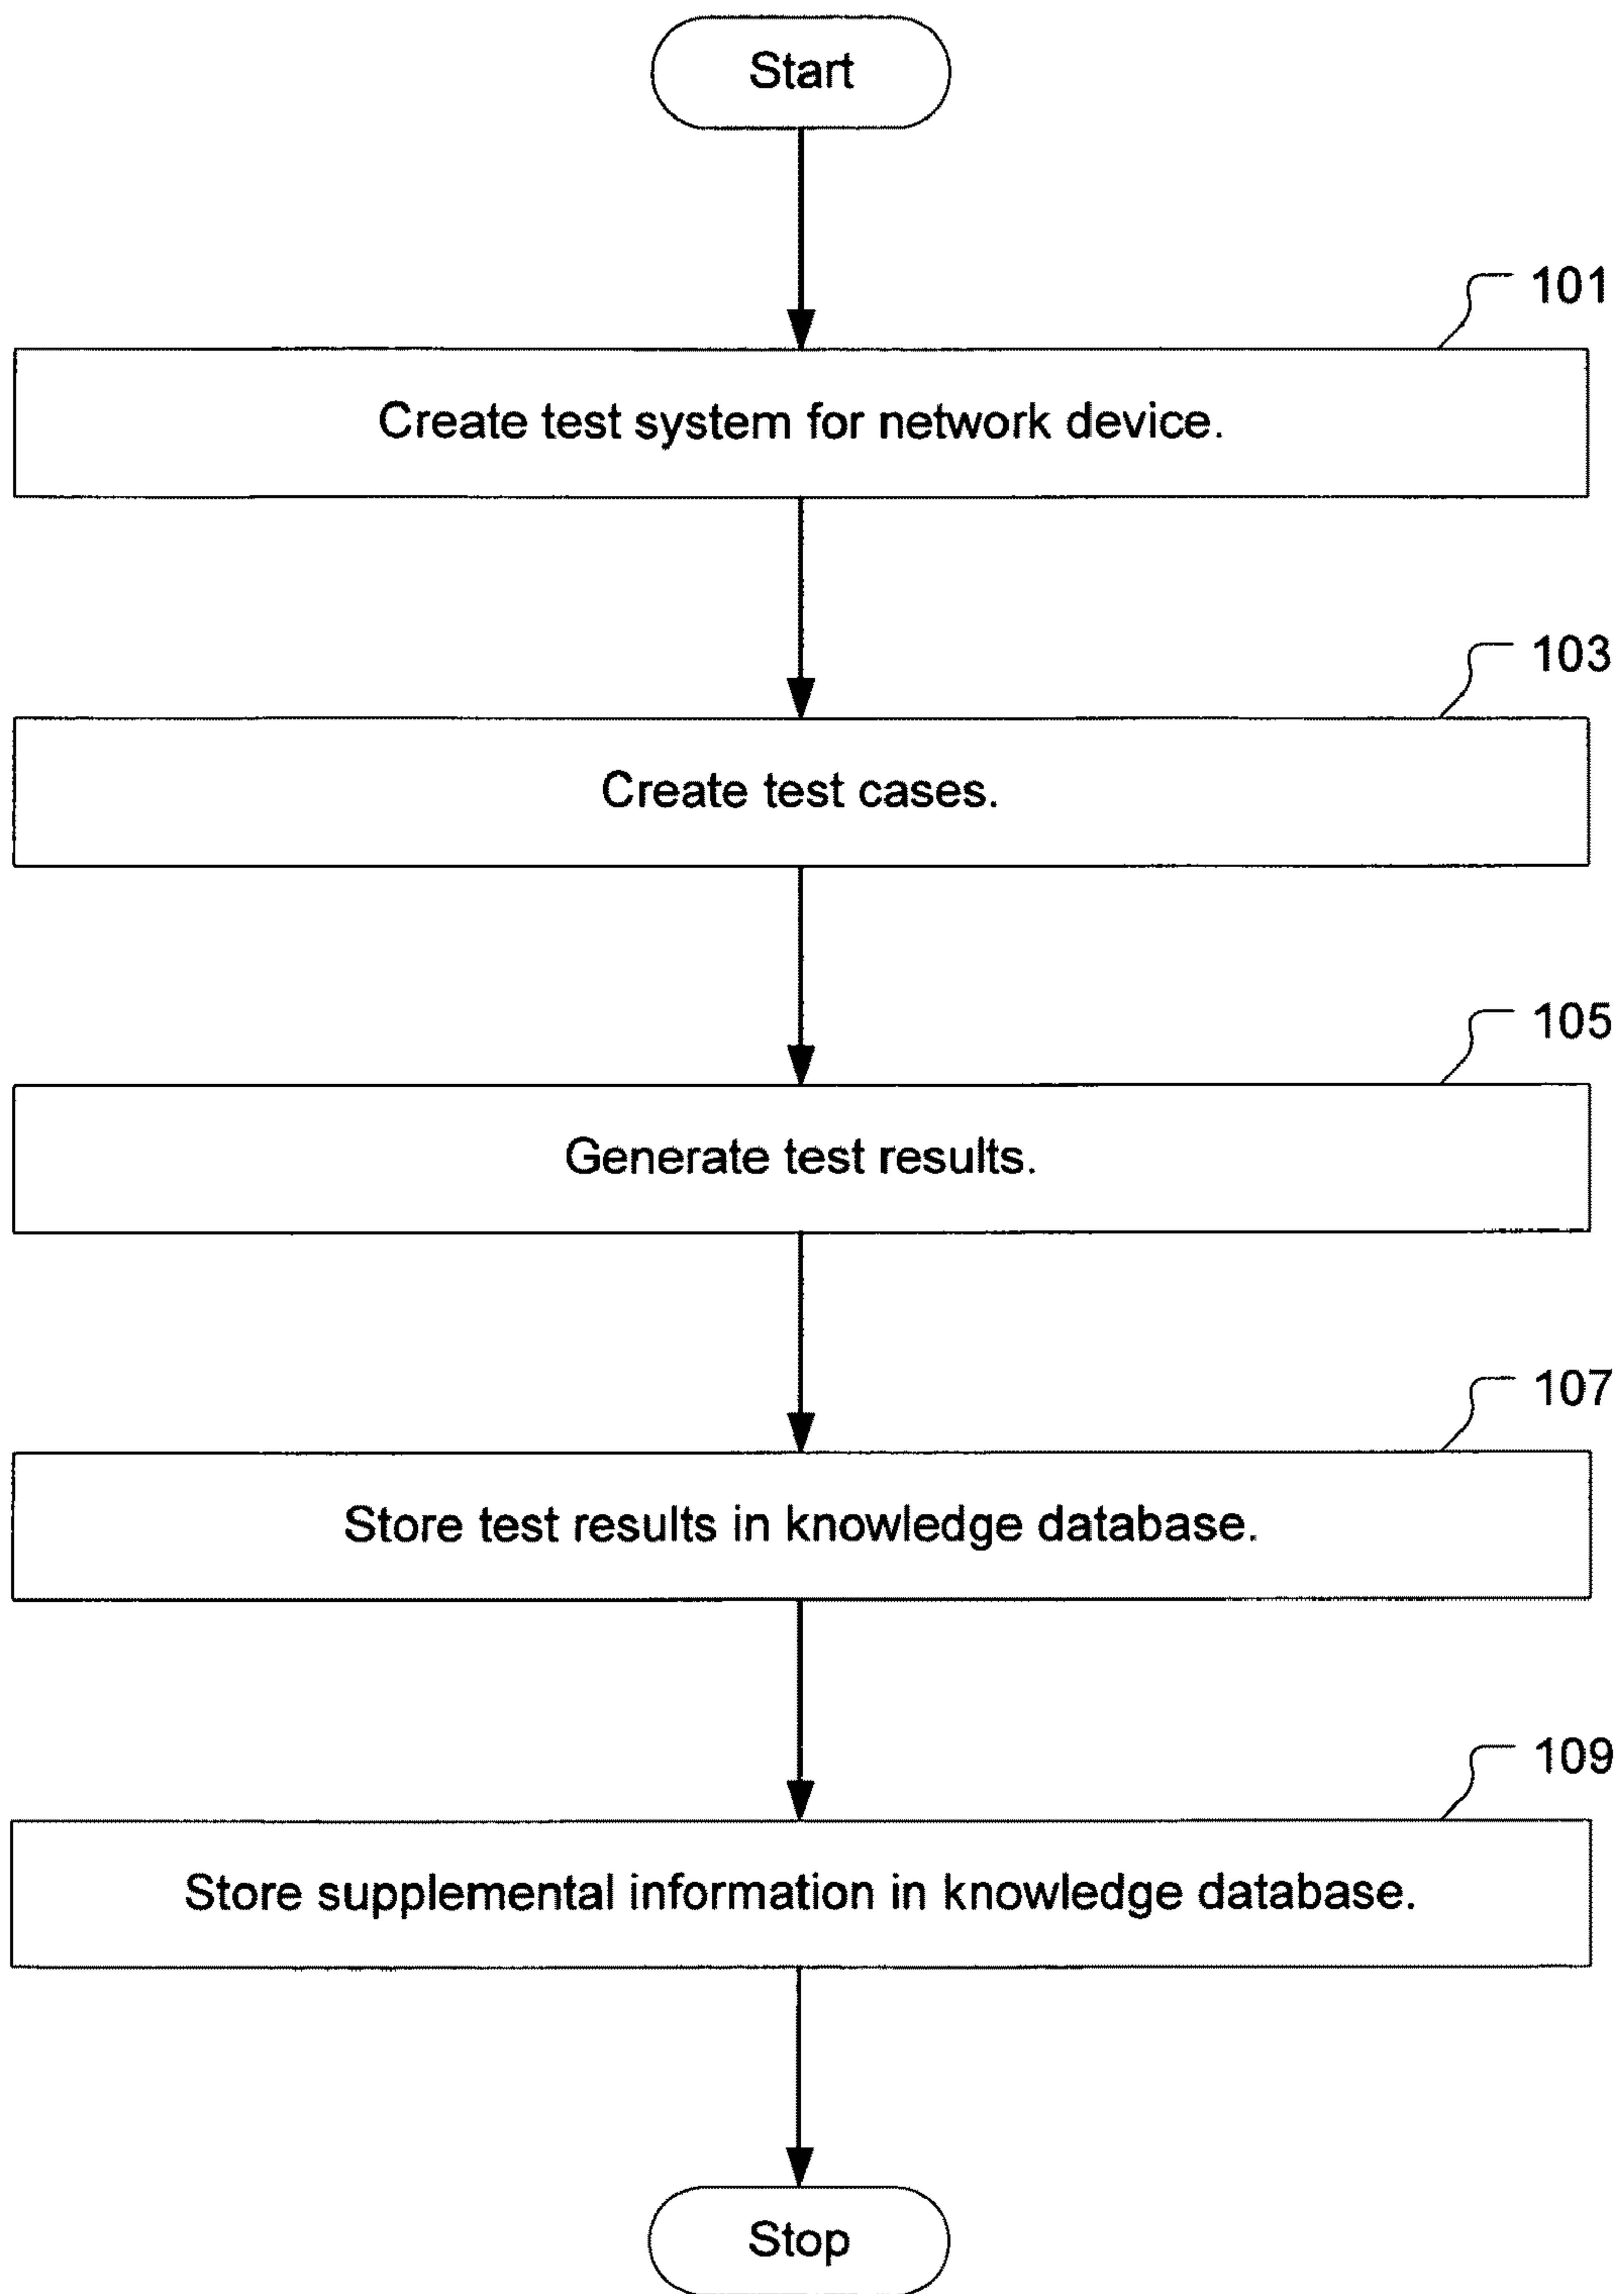 Start
101
Create test system for network device.
103
Create test cases.
105
Generate test results.
107
Store test results in knowledge database.
109
Store supplemental information in knowledge database.
Stop